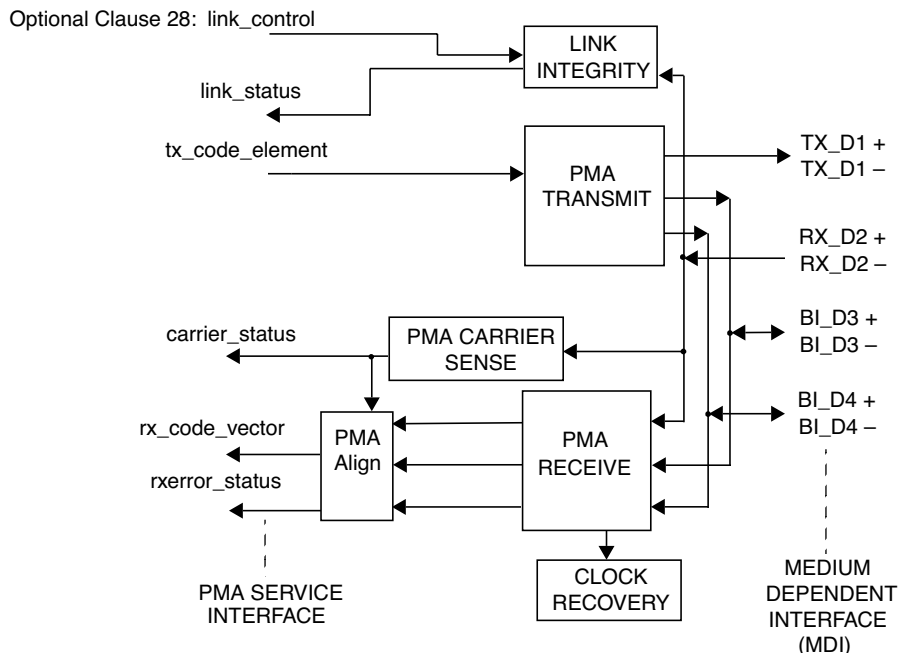 Optional Clause 28: link_control
LINK
INTEGRITY
link_status
tx_code_element
PMA
TRANSMIT
TX_D1 +
TX_D1 –
RX_D2 +
RX_D2 –
carrier_status
PMA CARRIER
SENSE
BI_D3 +
BI_D3 –
rx_code_vector
PMA
Align
PMA
RECEIVE
BI_D4 +
BI_D4 –
rxerror_status
CLOCK
RECOVERY
PMA SERVICE
INTERFACE
MEDIUM
DEPENDENT
INTERFACE
(MDI)